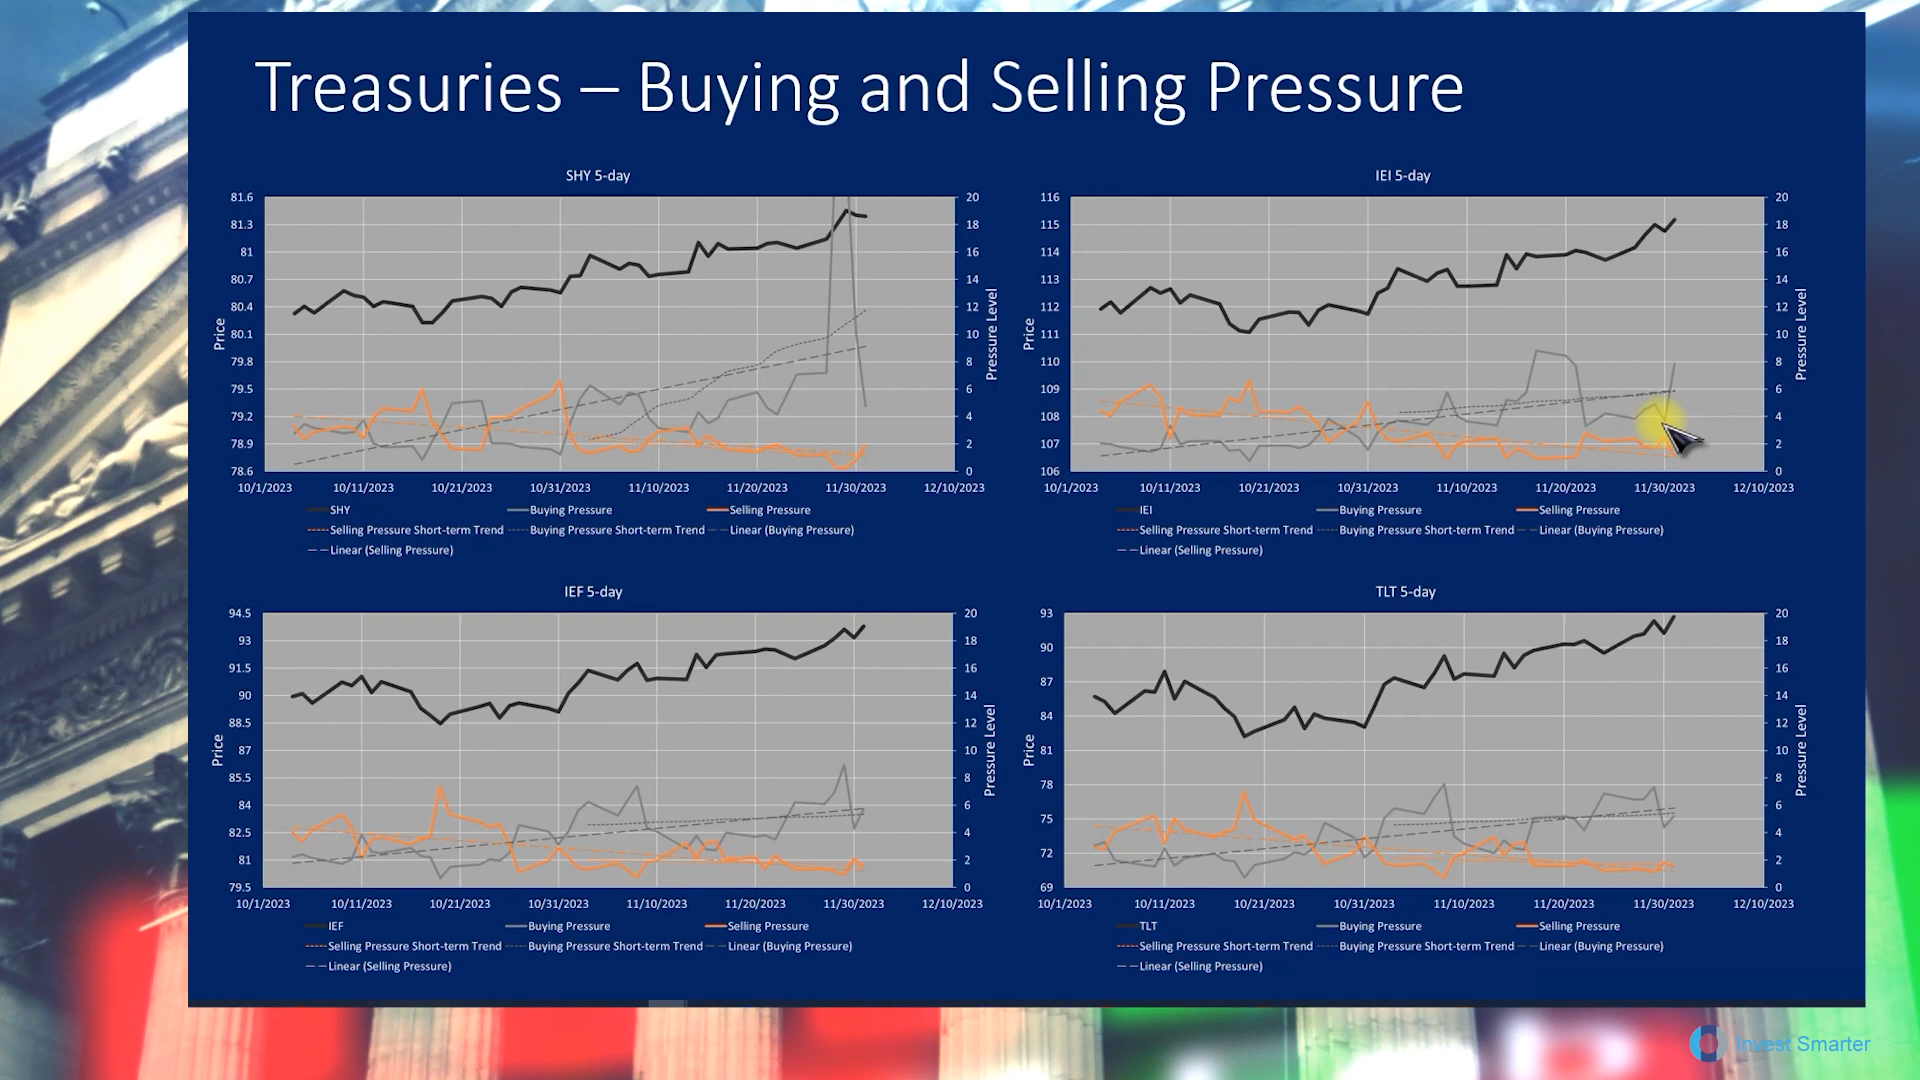 Treasuries – Buying and Selling Pressure
SHY 5-day
81.6
81.3
81
80.7
80.4
80.1
79.8
79.5
79.2
78.9
78.6
Price
20
18
16
14
12
10
8
6
4
2
0
Pressure Level
10/1/2023 10/11/2023 10/21/2023 10/31/2023 11/10/2023 11/20/2023 11/30/2023 12/10/2023
SHY Buying Pressure Selling Pressure
Selling Pressure Short-term Trend Buying Pressure Short-term Trend Linear (Buying Pressure)
Linear (Selling Pressure)
IEI 5-day
116
115
114
113
112
111
110
109
108
107
106
Price
20
18
16
14
12
10
8
6
4
2
0
Pressure Level
10/1/2023 10/11/2023 10/21/2023 10/31/2023 11/10/2023 11/20/2023 11/30/2023 12/10/2023
IEI Buying Pressure Selling Pressure
Selling Pressure Short-term Trend Buying Pressure Short-term Trend Linear (Buying Pressure)
Linear (Selling Pressure)
IEF 5-day
94.5
93
91.5
90
88.5
87
85.5
84
82.5
81
79.5
Price
20
18
16
14
12
10
8
6
4
2
0
Pressure Level
10/1/2023 10/11/2023 10/21/2023 10/31/2023 11/10/2023 11/20/2023 11/30/2023 12/10/2023
IEF Buying Pressure Selling Pressure
Selling Pressure Short-term Trend Buying Pressure Short-term Trend Linear (Buying Pressure)
Linear (Selling Pressure)
TLT 5-day
93
90
87
84
81
78
75
72
69
Price
20
18
16
14
12
10
8
6
4
2
0
Pressure Level
10/1/2023 10/11/2023 10/21/2023 10/31/2023 11/10/2023 11/20/2023 11/30/2023 12/10/2023
TLT Buying Pressure Selling Pressure
Selling Pressure Short-term Trend Buying Pressure Short-term Trend Linear (Buying Pressure)
Linear (Selling Pressure)
Invest Smarter